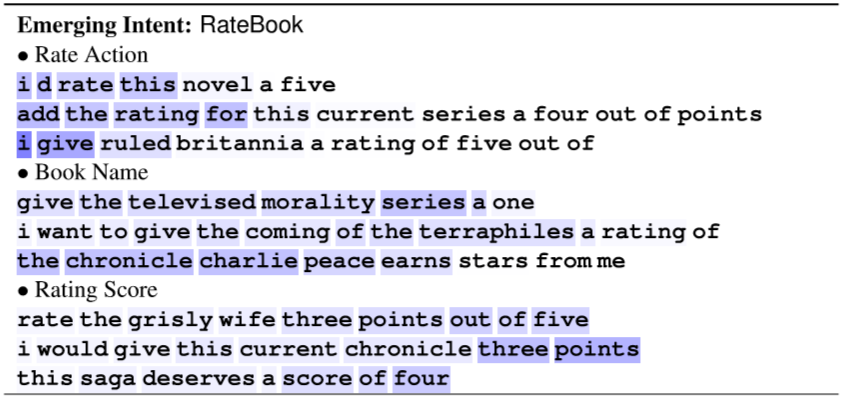 Emerging Intent: RateBook
• Rate Action
i d rate this novel a five
add the rating for this current series a four out of points
i give ruled britannia a rating of five out of
• Book Name
give the televised morality series a one
i want to give the coming of the terraphiles a rating of
the chronicle charlie peace earns stars from me
• Rating Score
rate the grisly wife three points out of five
i would give this current chronicle three points
this saga deserves a score of four